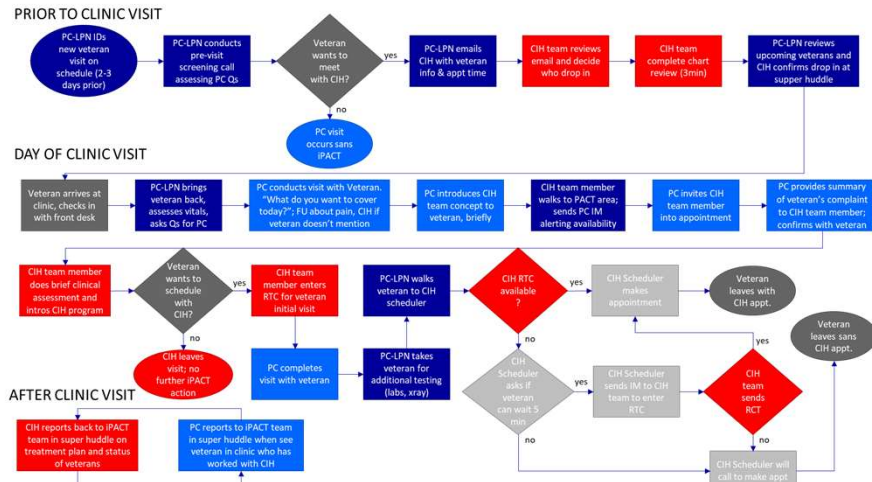 PRIOR TO CLINIC VISIT
PC-LPN IDs
new veteran
visit on
schedule (2-3
days prior)
PC-LPN conducts
pre-visit
screening call
assessing PC Qs
Veteran
wants to
meet
with CIH?
yes
no
PC visit
occurs sans
iPACT
PC-LPN emails
CIH with veteran
info & appt time
CIH team reviews
email and decide
who drop in
CIH team
complete chart
review (3min)
PC-LPN reviews
upcoming veterans and
CIH confirms drop in at
supper huddle
DAY OF CLINIC VISIT
Veteran arrives at
clinic, checks in
with front desk
PC-LPN brings
veteran back,
assesses vitals,
asks Qs for PC
PC conducts visit with Veteran.
"What do you want to cover
today?"; FU about pain, CIH if
veteran doesn't mention
PC introduces CIH
team concept to
veteran, briefly
CIH team member
walks to PACT area;
sends PC IM
alerting availability
PC invites CIH
team member
into appointment
PC provides summary
of veteran's complaint
to CIH team member;
confirms with veteran
CIH team member
does brief clinical
assessment and
intros CIH program
Veteran
wants to
schedule
with
CIH?
yes
no
CIH leaves
visit; no
further iPACT
action
CIH team
member enters
RTC for veteran
initial visit
PC completes
visit with veteran
PC-LPN takes
veteran for
additional testing
(labs, xray)
PC-LPN walks
veteran to CIH
scheduler
CIH RTC
available
?
yes
no
CIH Scheduler
makes
appointment
Veteran
leaves with
CIH appt.
CIH
Scheduler
asks if
veteran
can wait 5
min
yes
no
CIH Scheduler
sends IM to CIH
team to enter
RTC
CIH
team
sends
RCT
yes
no
CIH Scheduler will
call to make appt
Veteran
leaves sans
CIH appt.
AFTER CLINIC VISIT
CIH reports back to iPACT
team in super huddle on
treatment plan and status
of veterans
PC reports to iPACT team
in super huddle when see
veteran in clinic who has
worked with CIH